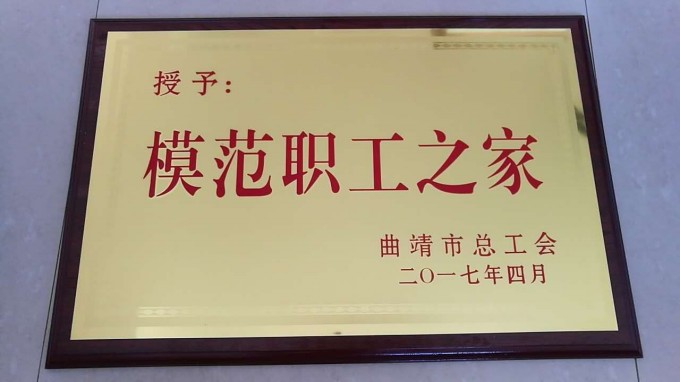 授予：
模范职工之家
曲靖市总工会
二〇一七年四月